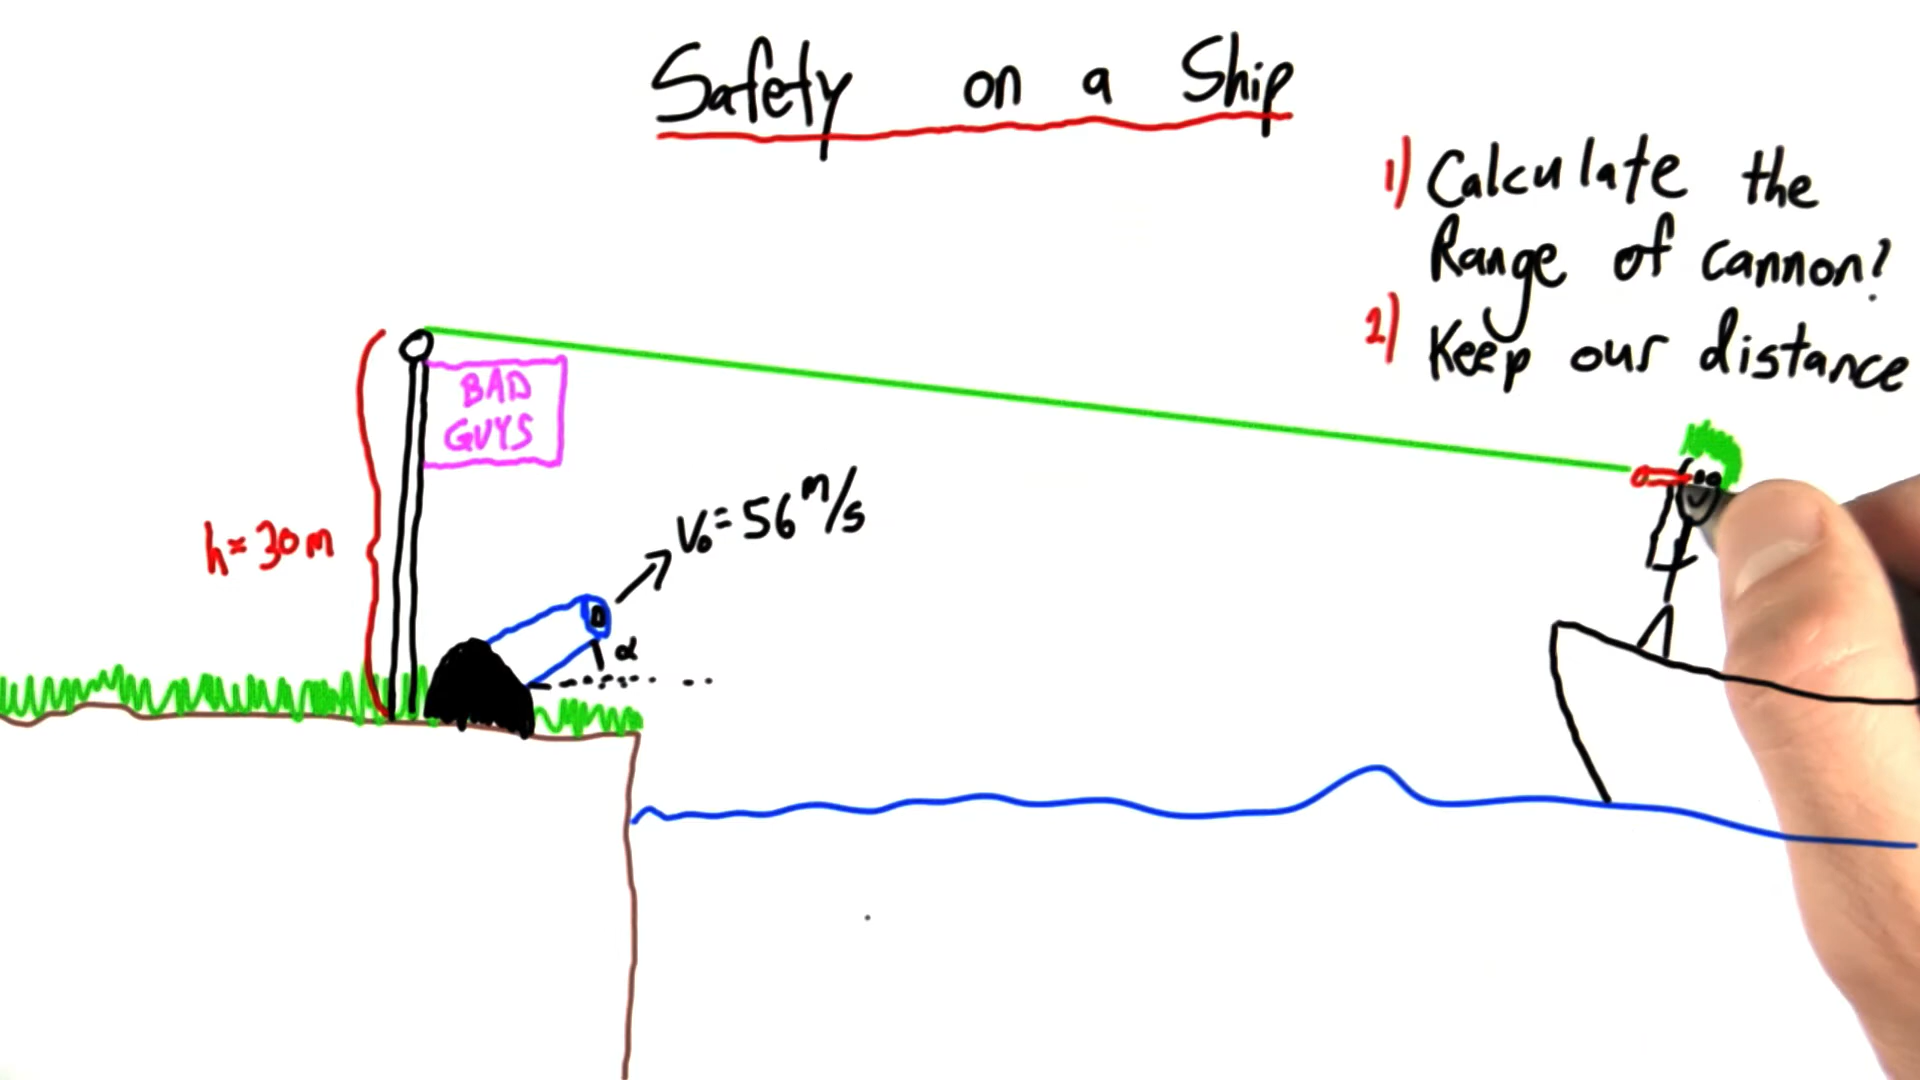 Safety on a Ship
1) Calculate the
Range of cannon?
2) Keep our distance
BAD
GUYS
h = 30m
V₀ = 56 m/s
α